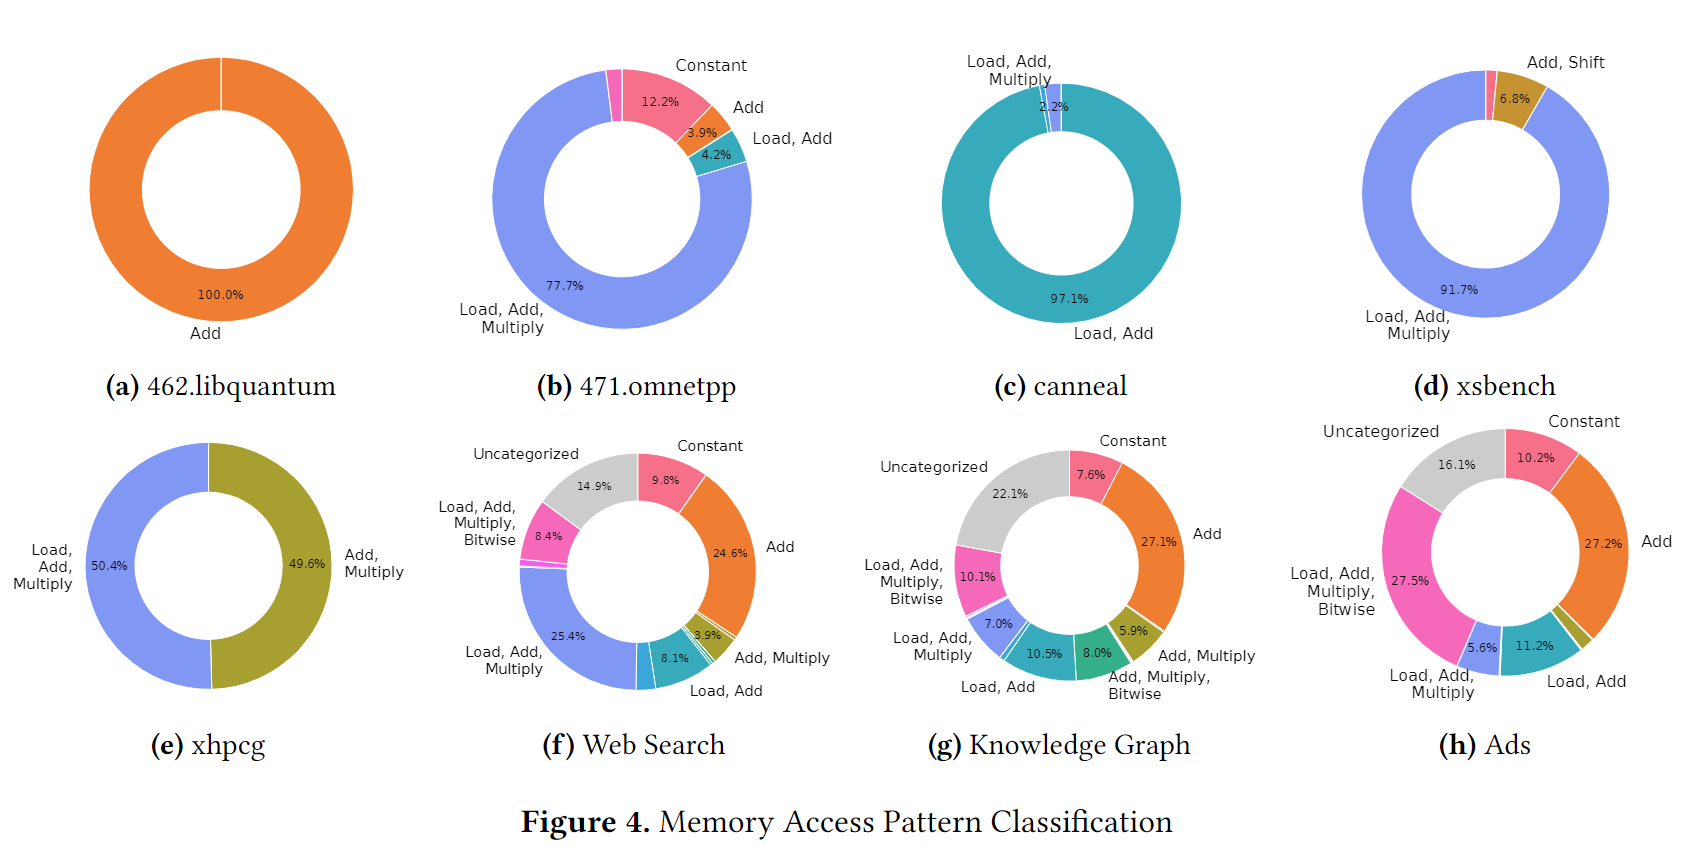 100.0%
Add
(a) 462.libquantum
Constant
12.2%
Add
3.9%
Load, Add
4.2%
77.7%
Load, Add,
Multiply
(b) 471.omnetpp
Load, Add,
Multiply
2.2%
97.1%
Load, Add
(c) canneal
Add, Shift
6.8%
91.7%
Load, Add,
Multiply
(d) xsbench
Load,
Add,
Multiply
50.4%
49.6%
Add,
Multiply
(e) xhpcg
Constant
Uncategorized
9.8%
14.9%
Load, Add,
Multiply,
Bitwise
8.4%
24.6%
Add
3.9%
Add, Multiply
25.4%
Load, Add,
Multiply
8.1%
Load, Add
(f) Web Search
Constant
Uncategorized
7.6%
22.1%
27.1%
Add
Load, Add,
Multiply,
Bitwise
10.1%
7.0%
5.9%
Load, Add,
Multiply
10.5%
8.0%
Add, Multiply
Add, Multiply,
Bitwise
Load, Add
(g) Knowledge Graph
Constant
Uncategorized
10.2%
16.1%
27.2%
Add
Load, Add,
Multiply,
Bitwise
27.5%
5.6%
11.2%
Load, Add,
Multiply
Load, Add
(h) Ads
Figure 4. Memory Access Pattern Classification